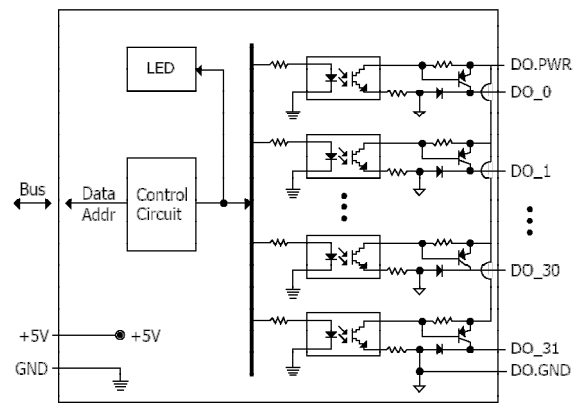 LED
DO.PWR
DO_0
DO_1
Bus
Data
Addr
Control
Circuit
DO_30
+5V
+5V
DO_31
GND
DO.GND